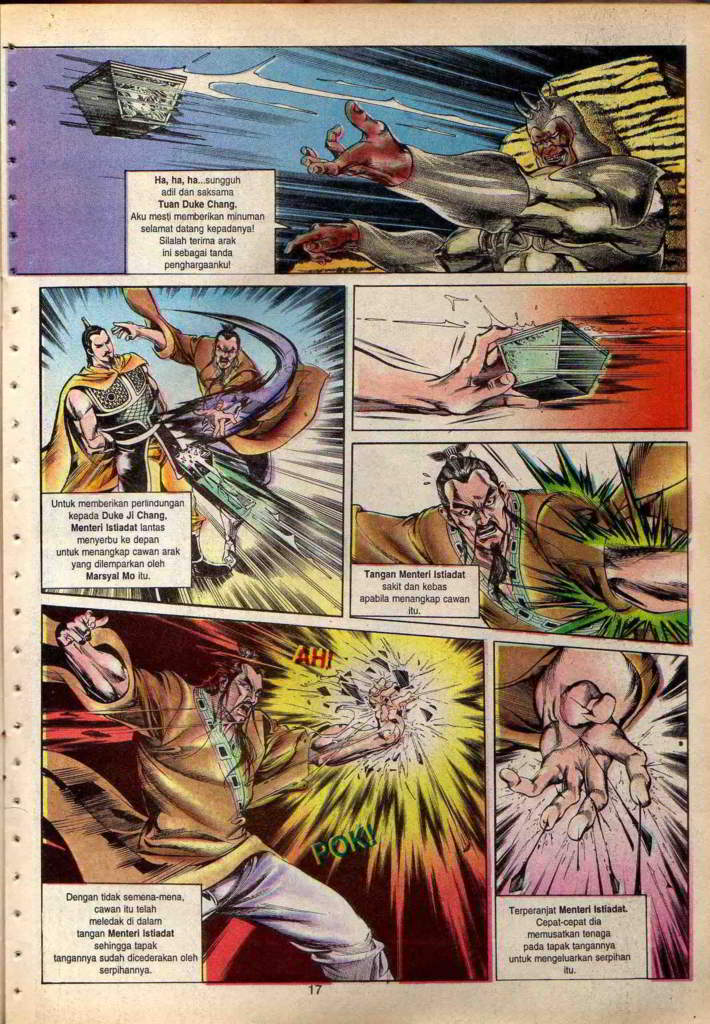 Ha, ha, ha...sungguh
adil dan saksama
Tuan Duke Chang.
Aku mesti memberikan minuman
selamat datang kepadanya!
Silalah terima arak
ini sebagai tanda
penghargaanku!
Untuk memberikan perlindungan
kepada Duke Ji Chang,
Menteri Istiadat lantas
menyerbu ke depan
untuk menangkap cawan arak
yang dilemparkan oleh
Marsyal Mo itu.
Tangan Menteri Istiadat
sakit dan kebas
apabila menangkap cawan
itu.
AH!
POK!
Dengan tidak semena-mena,
cawan itu telah
meledak di dalam
tangan Menteri Istiadat
sehingga tapak
tangannya sudah dicederakan oleh
serpihannya.
Terperanjat Menteri Istiadat.
Cepat-cepat dia
memusatkan tenaga
pada tapak tangannya
untuk mengeluarkan serpihan
itu.
17